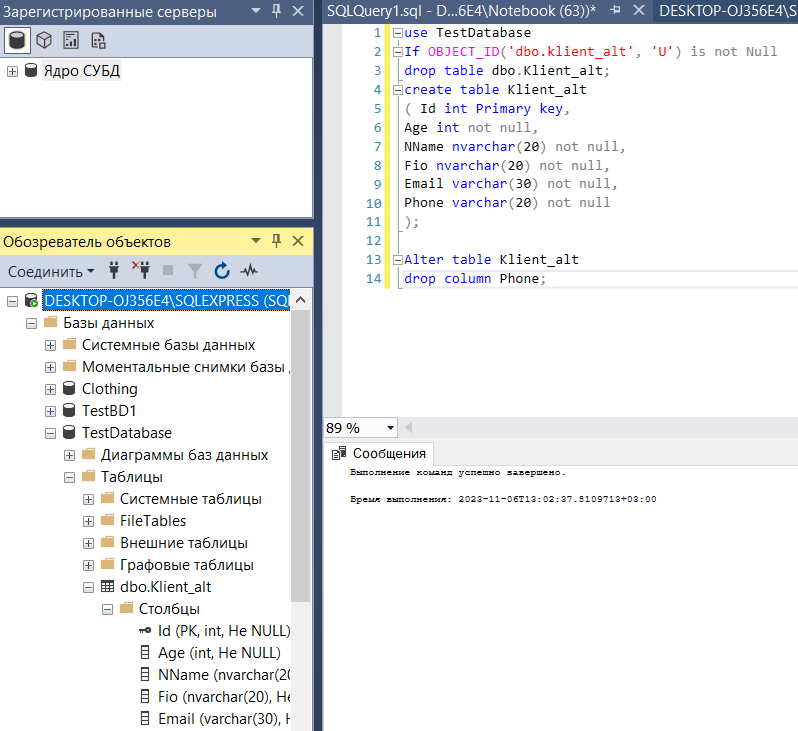 Зарегистрированные серверы
Ядро СУБД
Обозреватель объектов
Соединить
DESKTOP-OJ356E4\SQLEXPRESS (SQL
Базы данных
Системные базы данных
Моментальные снимки базы
Clothing
TestBD1
TestDatabase
Диаграммы баз данных
Таблицы
Системные таблицы
FileTables
Внешние таблицы
Графовые таблицы
dbo.Klient_alt
Столбцы
Id (PK, int, Не NULL)
Age (int, Не NULL)
NName (nvarchar(20
Fio (nvarchar(20), Не
Email (varchar(30), Н
SQLQuery1.sql - D...6E4\Notebook (63))*
DESKTOP-OJ356E4\S
1 use TestDatabase
2 If OBJECT_ID('dbo.klient_alt', 'U') is not Null
3 drop table dbo.Klient_alt;
4 create table Klient_alt
5 ( Id int Primary key,
6 Age int not null,
7 NName nvarchar(20) not null,
8 Fio nvarchar(20) not null,
9 Email varchar(30) not null,
10 Phone varchar(20) not null
11 );
12
13 Alter table Klient_alt
14 drop column Phone;
89 %
Сообщения
Выполнение команд успешно завершено.
Время выполнения: 2023-11-06T13:02:37.8109713+03:00